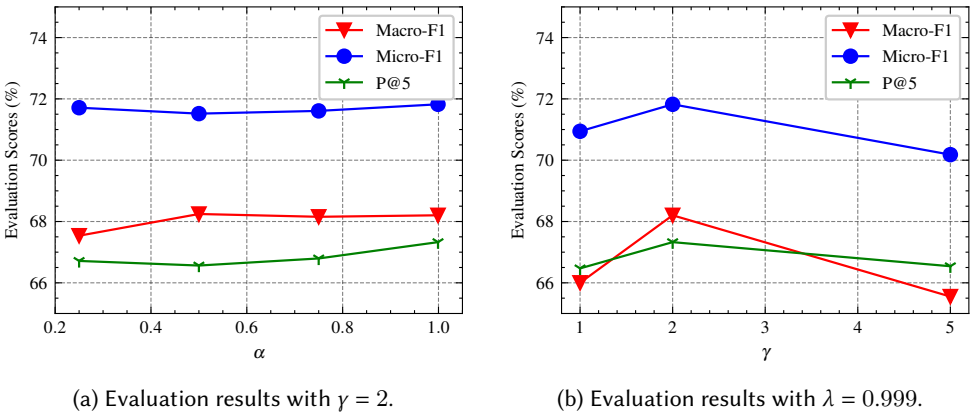 74
72
70
68
66
Evaluation Scores (%)
0.2
0.4
0.6
0.8
1.0
α
Macro-F1
Micro-F1
P@5
(a) Evaluation results with γ = 2.
74
72
70
68
66
Evaluation Scores (%)
1
2
3
4
5
γ
Macro-F1
Micro-F1
P@5
(b) Evaluation results with λ = 0.999.